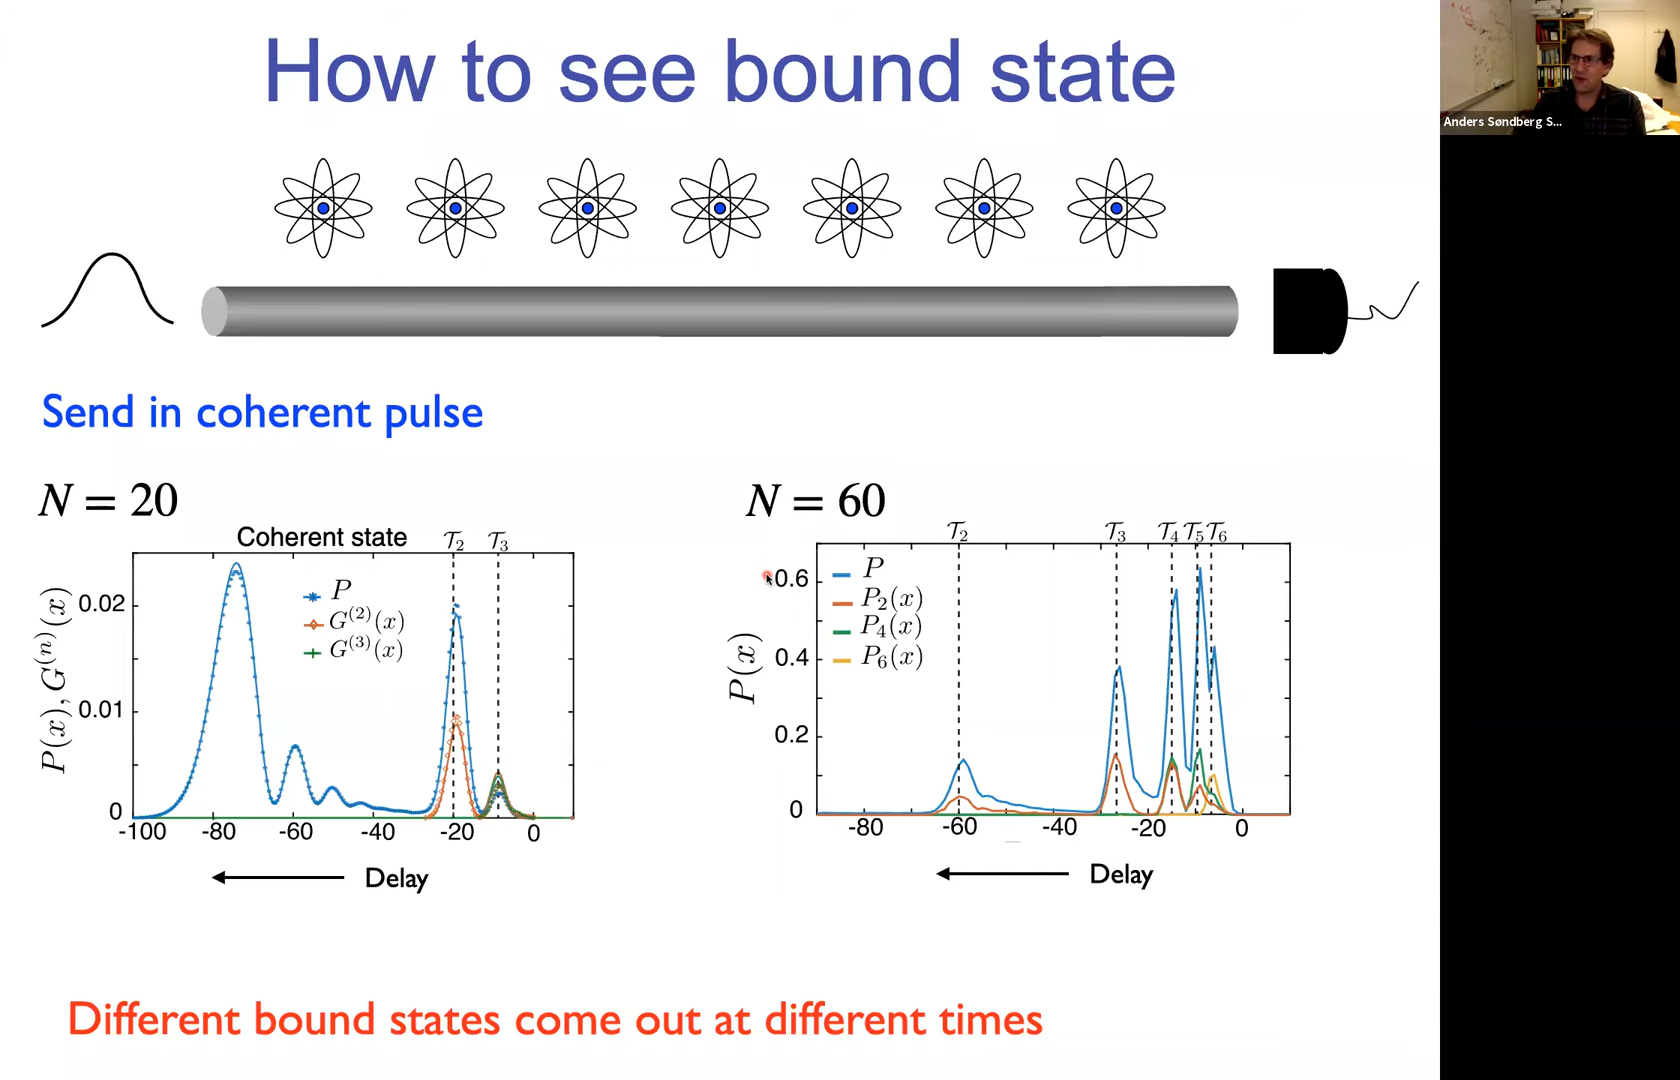 How to see bound state
Anders Søndberg S...
Send in coherent pulse
N = 20
Coherent state
𝒯₂ 𝒯₃
P
G⁽²⁾(x)
G⁽³⁾(x)
P(x), G⁽ⁿ⁾(x)
0.02
0.01
0
-100 -80 -60 -40 -20 0
Delay
N = 60
𝒯₂ 𝒯₃ 𝒯₄ 𝒯₅ 𝒯₆
P
P₂(x)
P₄(x)
P₆(x)
P(x)
0.6
0.4
0.2
0
-80 -60 -40 -20 0
Delay
Different bound states come out at different times